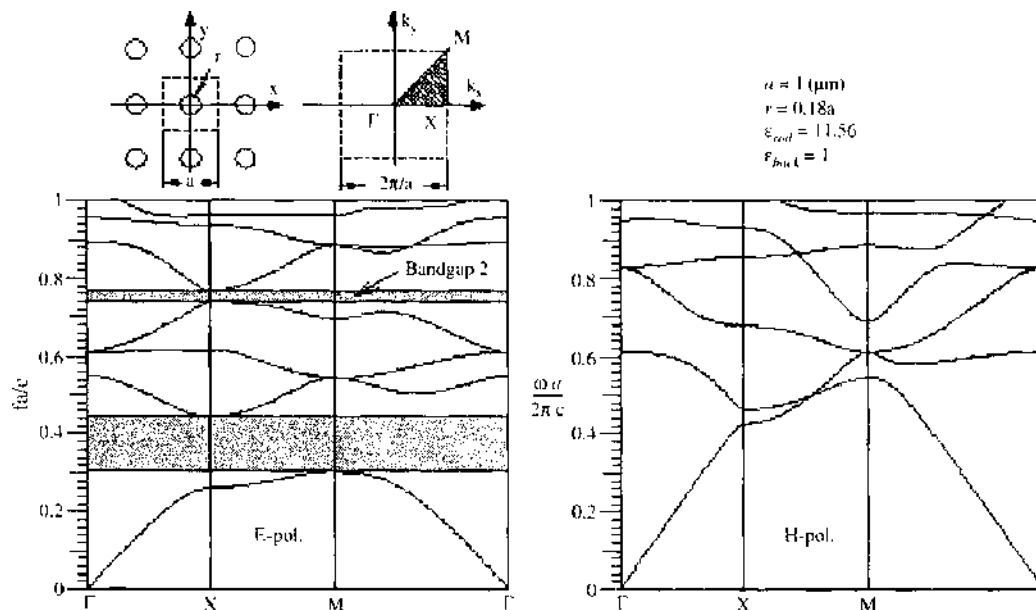 y
r
x
a
k_y
M
k_x
Γ
X
2π/a
a = 1 (μm)
r = 0.18a
ε_rod = 11.56
ε_back = 1
1
0.8
0.6
0.4
0.2
0
fa/c
Bandgap 2
E-pol.
Γ
X
M
Γ
1
0.8
0.6
0.4
0.2
0
ωa
2πc
H-pol.
Γ
X
M